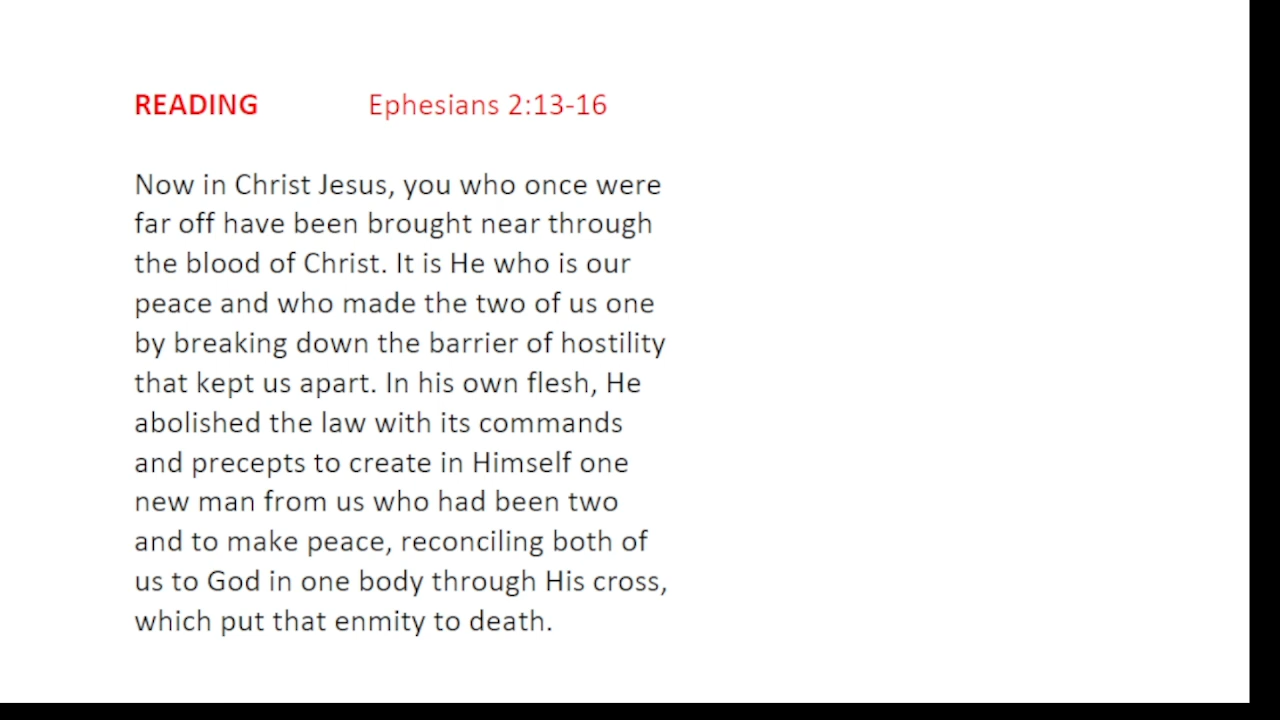 READING Ephesians 2:13-16
Now in Christ Jesus, you who once were
far off have been brought near through
the blood of Christ. It is He who is our
peace and who made the two of us one
by breaking down the barrier of hostility
that kept us apart. In his own flesh, He
abolished the law with its commands
and precepts to create in Himself one
new man from us who had been two
and to make peace, reconciling both of
us to God in one body through His cross,
which put that enmity to death.